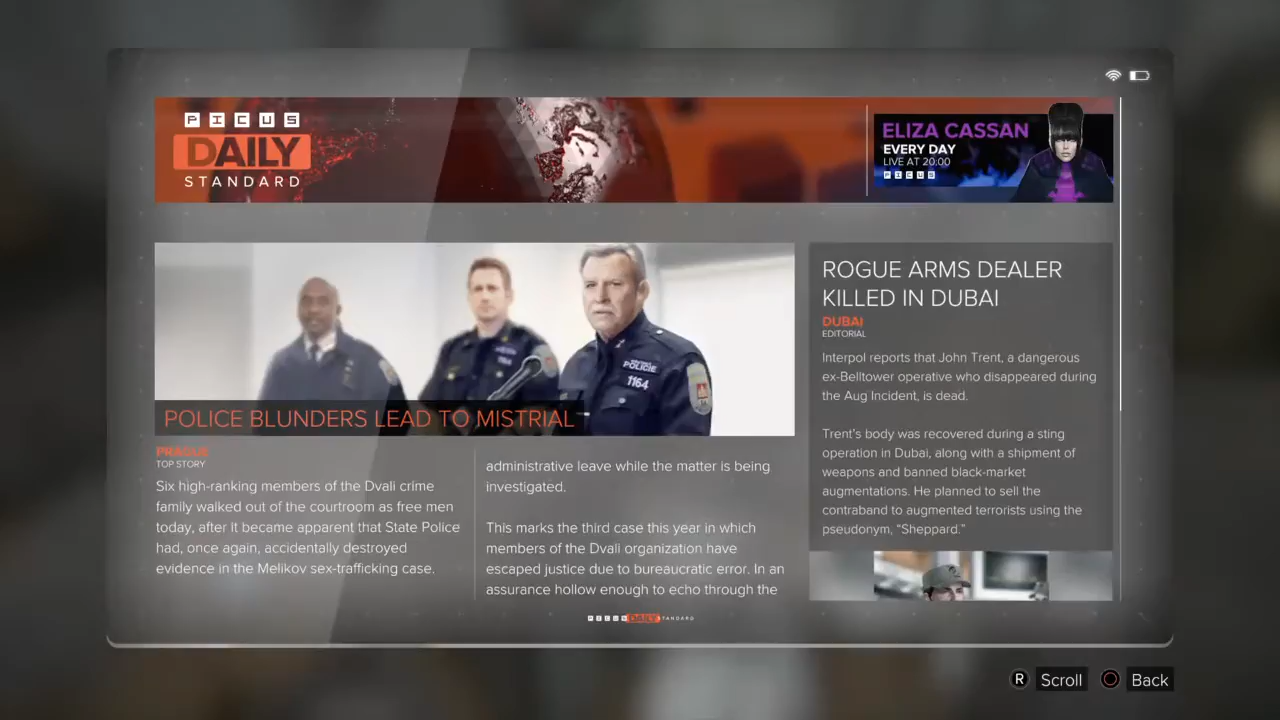 PICUS
DAILY
STANDARD
ELIZA CASSAN
EVERY DAY
LIVE AT 20:00
PICUS
POLICIE
1164
POLICE BLUNDERS LEAD TO MISTRIAL
PRAGUE
TOP STORY
Six high-ranking members of the Dvali crime
family walked out of the courtroom as free men
today, after it became apparent that State Police
had, once again, accidentally destroyed
evidence in the Melikov sex-trafficking case.
administrative leave while the matter is being
investigated.
This marks the third case this year in which
members of the Dvali organization have
escaped justice due to bureaucratic error. In an
assurance hollow enough to echo through the
ROGUE ARMS DEALER
KILLED IN DUBAI
DUBAI
EDITORIAL
Interpol reports that John Trent, a dangerous
ex-Belltower operative who disappeared during
the Aug Incident, is dead.
Trent's body was recovered during a sting
operation in Dubai, along with a shipment of
weapons and banned black-market
augmentations. He planned to sell the
contraband to augmented terrorists using the
pseudonym, “Sheppard.”
PICUS DAILY STANDARD
R Scroll Back